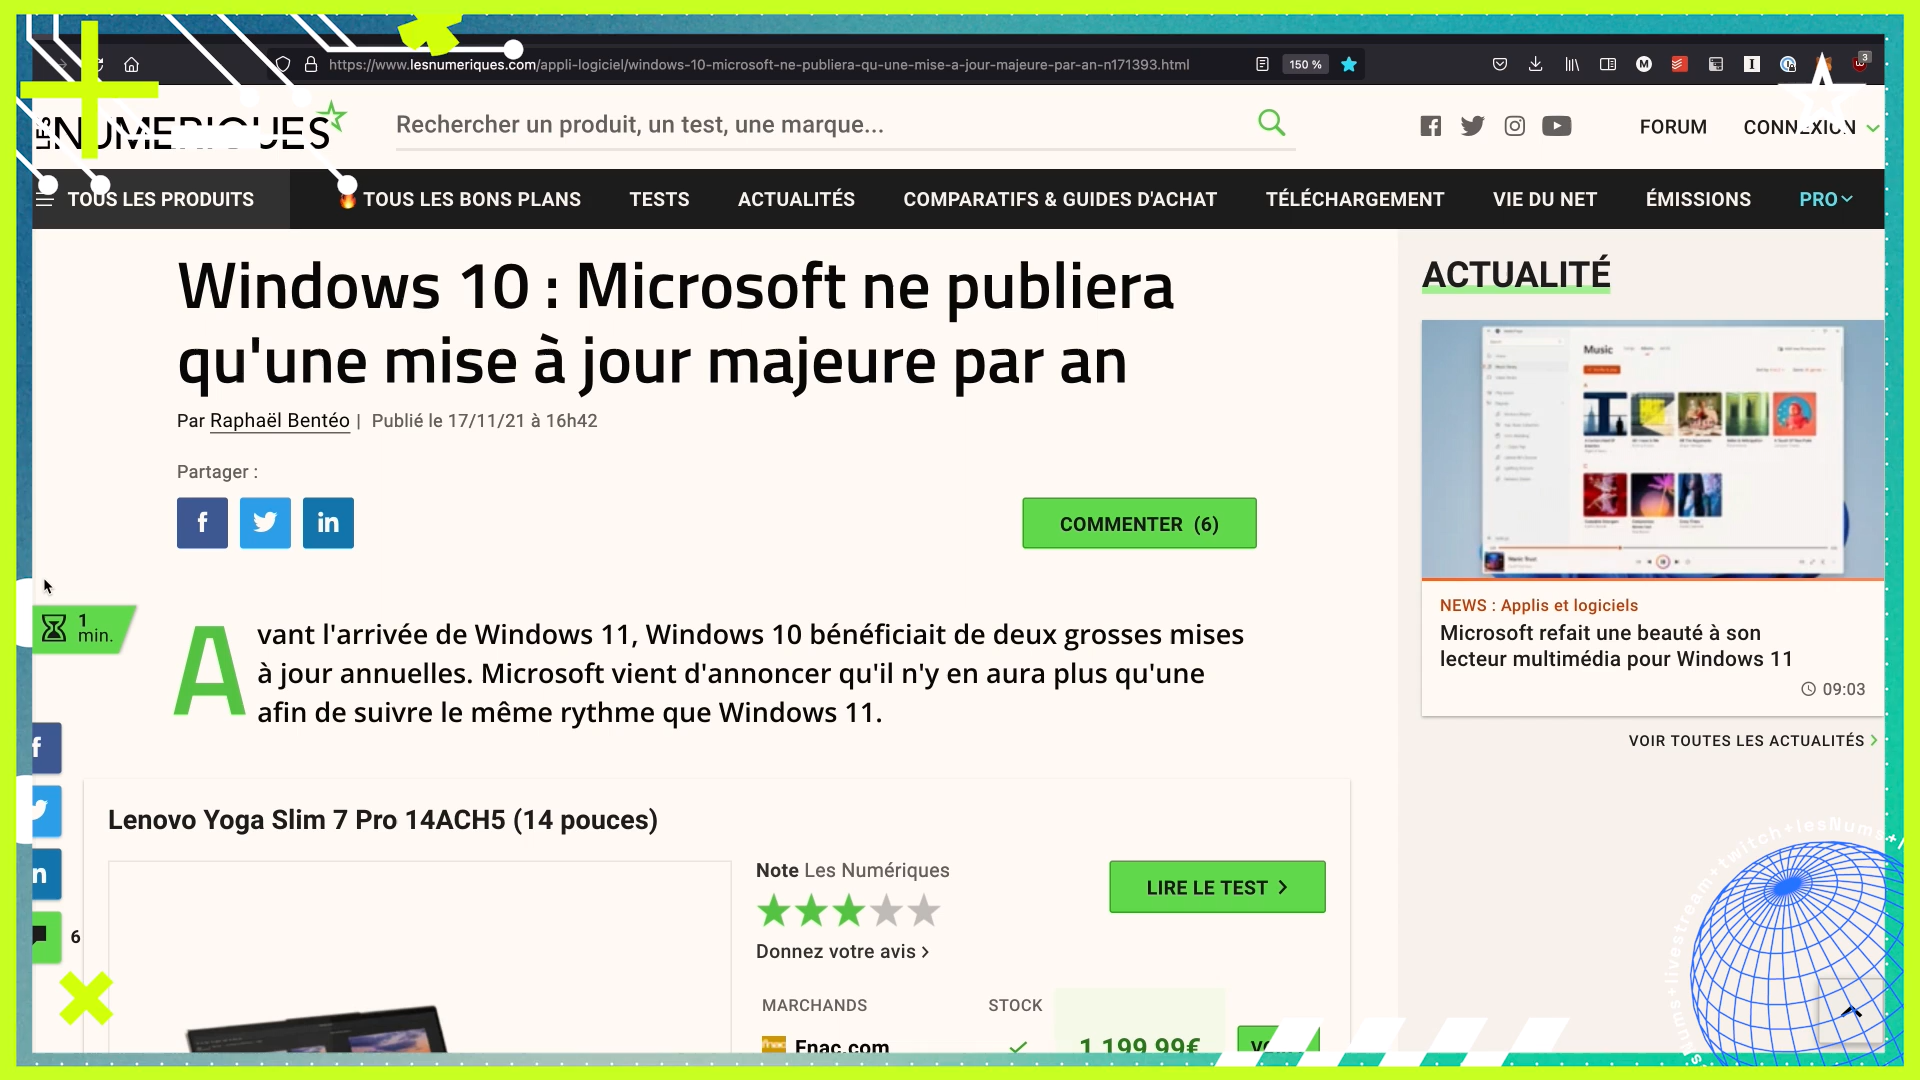 https://www.lesnumeriques.com/appli-logiciel/windows-10-microsoft-ne-publiera-qu-une-mise-a-jour-majeure-par-an-n171393.html
150 %
3
LES NUMERIQUES
Rechercher un produit, un test, une marque...
FORUM
CONNEXION
TOUS LES PRODUITS
TOUS LES BONS PLANS
TESTS
ACTUALITÉS
COMPARATIFS & GUIDES D'ACHAT
TÉLÉCHARGEMENT
VIE DU NET
ÉMISSIONS
PRO
Windows 10 : Microsoft ne publiera
qu'une mise à jour majeure par an
Par Raphaël Bentéo | Publié le 17/11/21 à 16h42
Partager :
COMMENTER (6)
1
min.
Avant l'arrivée de Windows 11, Windows 10 bénéficiait de deux grosses mises
à jour annuelles. Microsoft vient d'annoncer qu'il n'y en aura plus qu'une
afin de suivre le même rythme que Windows 11.
6
Lenovo Yoga Slim 7 Pro 14ACH5 (14 pouces)
Note Les Numériques
LIRE LE TEST
Donnez votre avis
MARCHANDS
STOCK
Fnac.com
1 199,99€
ACTUALITÉ
Music
NEWS : Applis et logiciels
Microsoft refait une beauté à son
lecteur multimédia pour Windows 11
09:03
VOIR TOUTES LES ACTUALITÉS
livestream+twitch+lesNums+